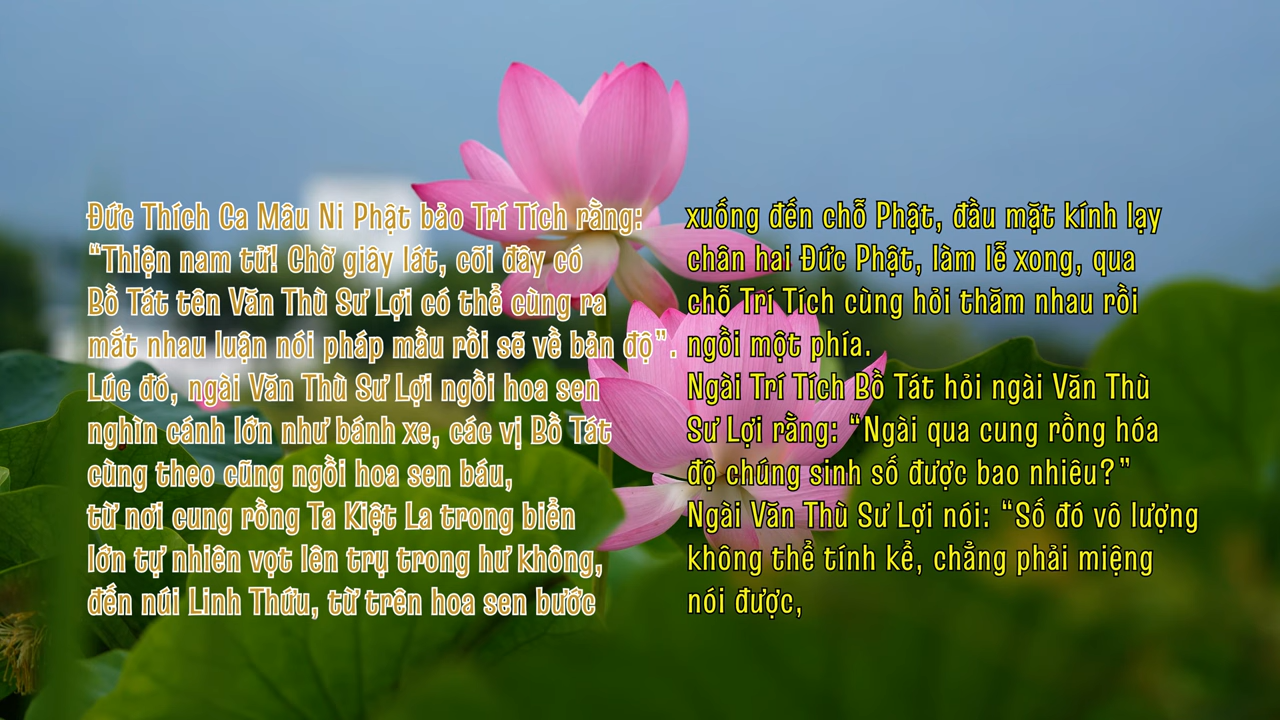 Đức Thích Ca Mâu Ni Phật bảo Trí Tích rằng:
“Thiện nam tử! Chờ giây lát, cõi đây có
Bồ Tát tên Văn Thù Sư Lợi có thể cùng ra
mắt nhau luận nói pháp mầu rồi sẽ về bản độ”.
Lúc đó, ngài Văn Thù Sư Lợi ngồi hoa sen
nghìn cánh lớn như bánh xe, các vị Bồ Tát
cùng theo cũng ngồi hoa sen báu,
từ nơi cung rồng Ta Kiệt La trong biển
lớn tự nhiên vọt lên trụ trong hư không,
đến núi Linh Thứu, từ trên hoa sen bước
xuống đến chỗ Phật, đầu mặt kính lạy
chân hai Đức Phật, làm lễ xong, qua
chỗ Trí Tích cùng hỏi thăm nhau rồi
ngồi một phía.
Ngài Trí Tích Bồ Tát hỏi ngài Văn Thù
Sư Lợi rằng: “Ngài qua cung rồng hóa
độ chúng sinh số được bao nhiêu?”
Ngài Văn Thù Sư Lợi nói: “Số đó vô lượng
không thể tính kể, chẳng phải miệng
nói được,